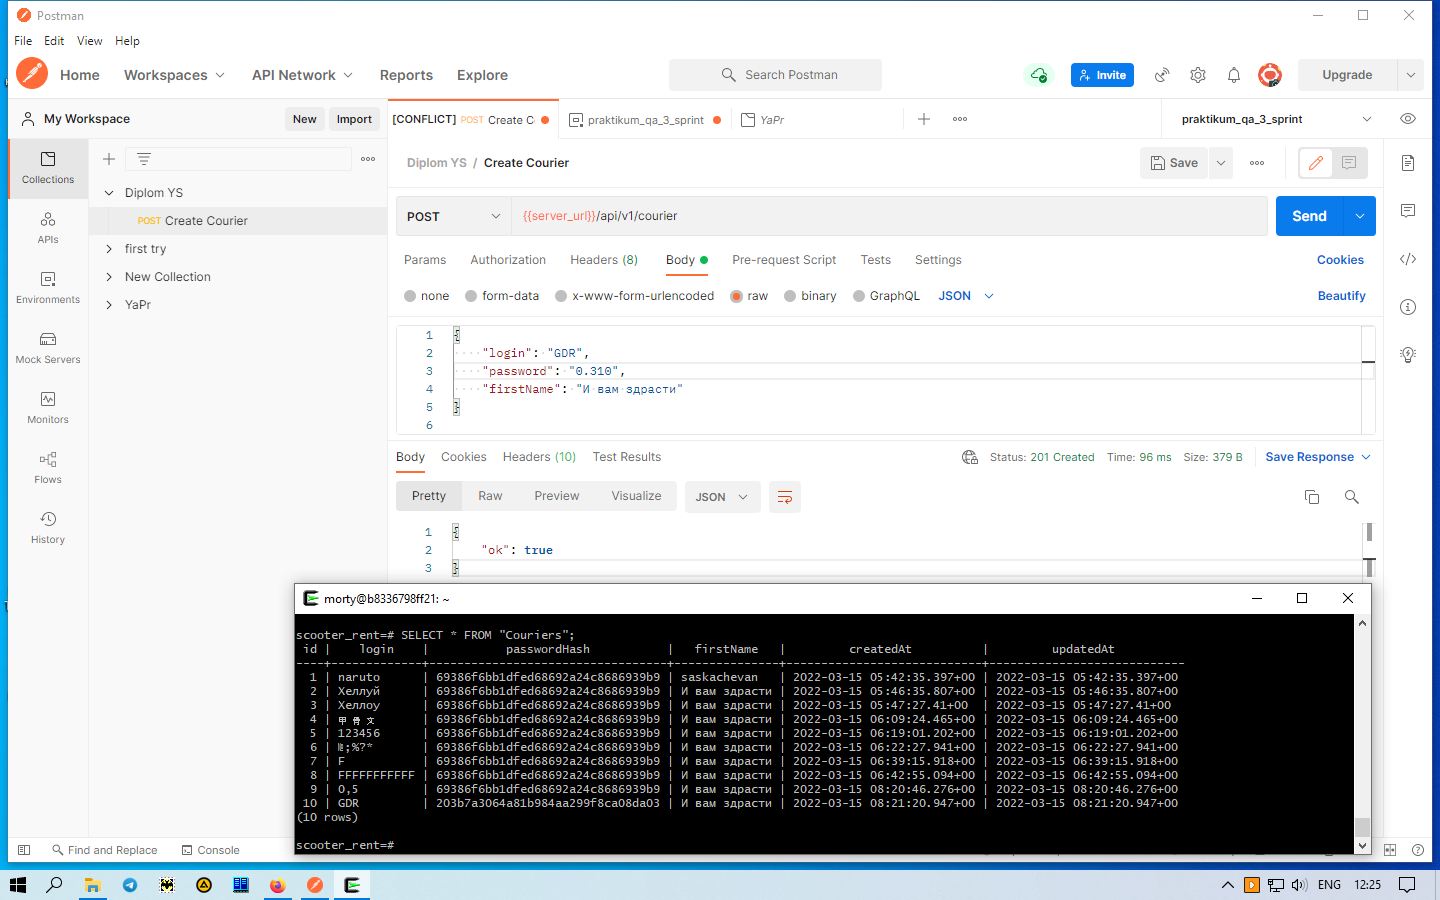 Postman
File Edit View Help
Home Workspaces API Network Reports Explore Search Postman Invite Upgrade
My Workspace New Import
[CONFLICT] POST Create C praktikum_qa_3_sprint YaPr praktikum_qa_3_sprint
Collections
APIs
Environments
Mock Servers
Monitors
Flows
History
Diplom YS
POST Create Courier
first try
New Collection
YaPr
Diplom YS / Create Courier Save
POST {{server_url}}/api/v1/courier Send
Params Authorization Headers (8) Body Pre-request Script Tests Settings Cookies
none form-data x-www-form-urlencoded raw binary GraphQL JSON Beautify
1 {
2 "login": "GDR",
3 "password": "0.310",
4 "firstName": "И вам здрасти"
5 }
6
Body Cookies Headers (10) Test Results Status: 201 Created Time: 96 ms Size: 379 B Save Response
Pretty Raw Preview Visualize JSON
1 {
2 "ok": true
3 }
morty@b8336798ff21: ~
scooter_rent=# SELECT * FROM "Couriers";
id | login | passwordHash | firstName | createdAt | updatedAt
----+-------------+----------------------------------+---------------+----------------------------+----------------------------
1 | naruto | 69386f6bb1dfed68692a24c8686939b9 | saskachevan | 2022-03-15 05:42:35.397+00 | 2022-03-15 05:42:35.397+00
2 | Хеллуй | 69386f6bb1dfed68692a24c8686939b9 | И вам здрасти | 2022-03-15 05:46:35.807+00 | 2022-03-15 05:46:35.807+00
3 | Хеллоу | 69386f6bb1dfed68692a24c8686939b9 | И вам здрасти | 2022-03-15 05:47:27.41+00 | 2022-03-15 05:47:27.41+00
4 | 甲骨文 | 69386f6bb1dfed68692a24c8686939b9 | И вам здрасти | 2022-03-15 06:09:24.465+00 | 2022-03-15 06:09:24.465+00
5 | 123456 | 69386f6bb1dfed68692a24c8686939b9 | И вам здрасти | 2022-03-15 06:19:01.202+00 | 2022-03-15 06:19:01.202+00
6 | №;%?* | 69386f6bb1dfed68692a24c8686939b9 | И вам здрасти | 2022-03-15 06:22:27.941+00 | 2022-03-15 06:22:27.941+00
7 | F | 69386f6bb1dfed68692a24c8686939b9 | И вам здрасти | 2022-03-15 06:39:15.918+00 | 2022-03-15 06:39:15.918+00
8 | FFFFFFFFFFF | 69386f6bb1dfed68692a24c8686939b9 | И вам здрасти | 2022-03-15 06:42:55.094+00 | 2022-03-15 06:42:55.094+00
9 | 0,5 | 69386f6bb1dfed68692a24c8686939b9 | И вам здрасти | 2022-03-15 08:20:46.276+00 | 2022-03-15 08:20:46.276+00
10 | GDR | 203b7a3064a81b984aa299f8ca08da03 | И вам здрасти | 2022-03-15 08:21:20.947+00 | 2022-03-15 08:21:20.947+00
(10 rows)
scooter_rent=#
Find and Replace Console
ENG 12:25